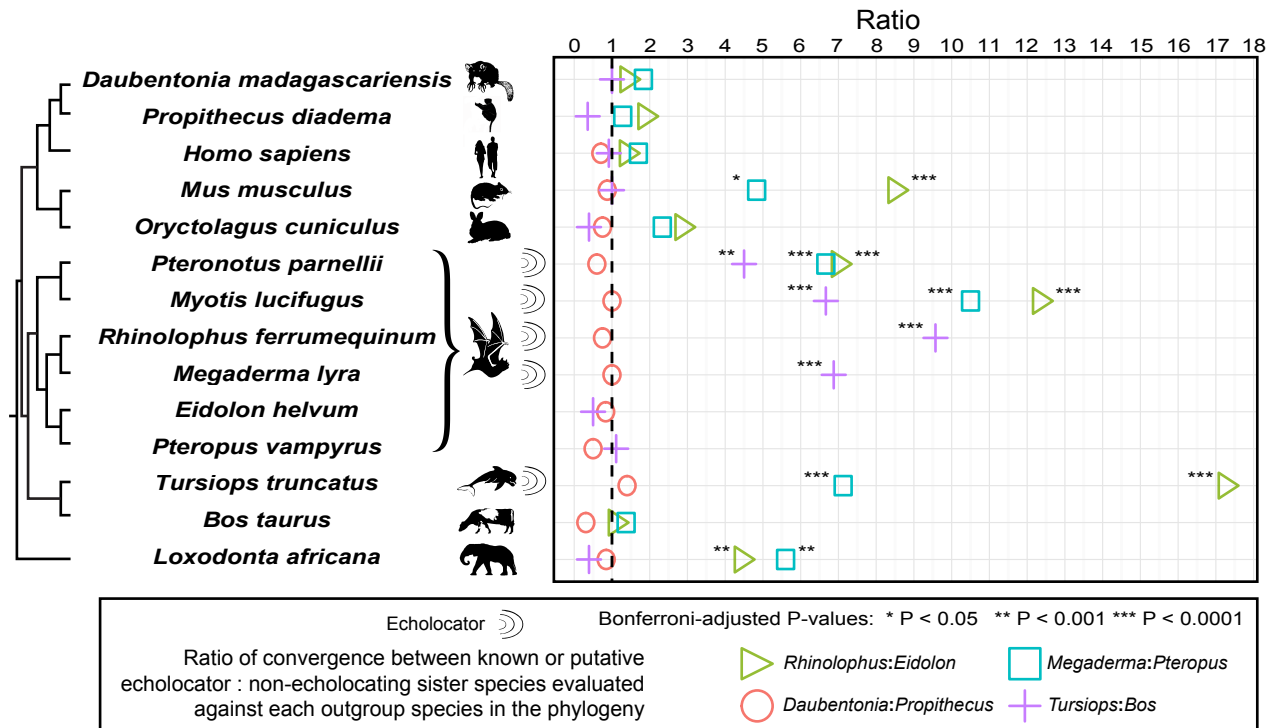 Ratio
0 1 2 3 4 5 6 7 8 9 10 11 12 13 14 15 16 17 18
Daubentonia madagascariensis
Propithecus diadema
Homo sapiens
Mus musculus * ***
Oryctolagus cuniculus
Pteronotus parnellii ** *** ***
Myotis lucifugus *** *** ***
Rhinolophus ferrumequinum ***
Megaderma lyra ***
Eidolon helvum
Pteropus vampyrus
Tursiops truncatus *** ***
Bos taurus
Loxodonta africana ** **
Echolocator
Bonferroni-adjusted P-values: * P < 0.05 ** P < 0.001 *** P < 0.0001
Ratio of convergence between known or putative
echolocator : non-echolocating sister species evaluated
against each outgroup species in the phylogeny
Rhinolophus:Eidolon
Megaderma:Pteropus
Daubentonia:Propithecus
Tursiops:Bos